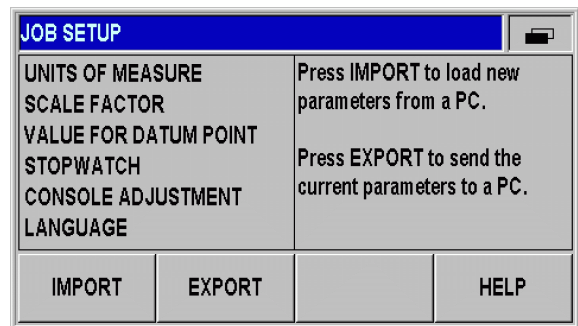 JOB SETUP
UNITS OF MEASURE
SCALE FACTOR
VALUE FOR DATUM POINT
STOPWATCH
CONSOLE ADJUSTMENT
LANGUAGE
Press IMPORT to load new
parameters from a PC.
Press EXPORT to send the
current parameters to a PC.
IMPORT
EXPORT
HELP